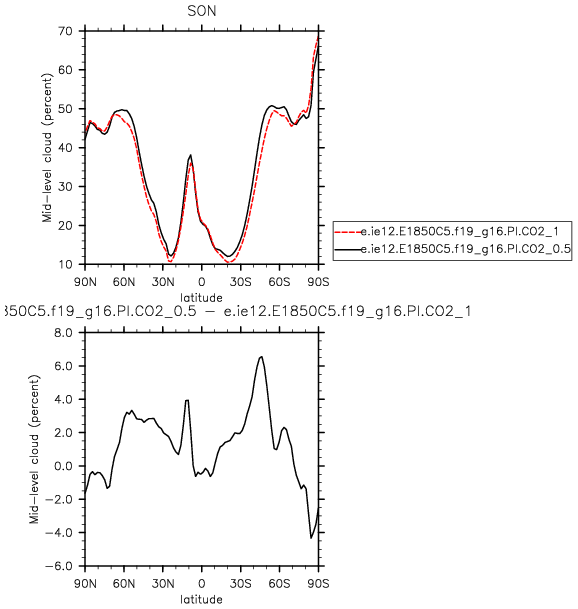 SON
70
60
50
40
30
20
10
Mid-level cloud (percent)
90N 60N 30N 0 30S 60S 90S
latitude
e.ie12.E1850C5.f19_g16.PI.CO2_1
e.ie12.E1850C5.f19_g16.PI.CO2_0.5
350C5.f19_g16.PI.CO2_0.5 - e.ie12.E1850C5.f19_g16.PI.CO2_1
8.0
6.0
4.0
2.0
0.0
-2.0
-4.0
-6.0
Mid-level cloud (percent)
90N 60N 30N 0 30S 60S 90S
latitude